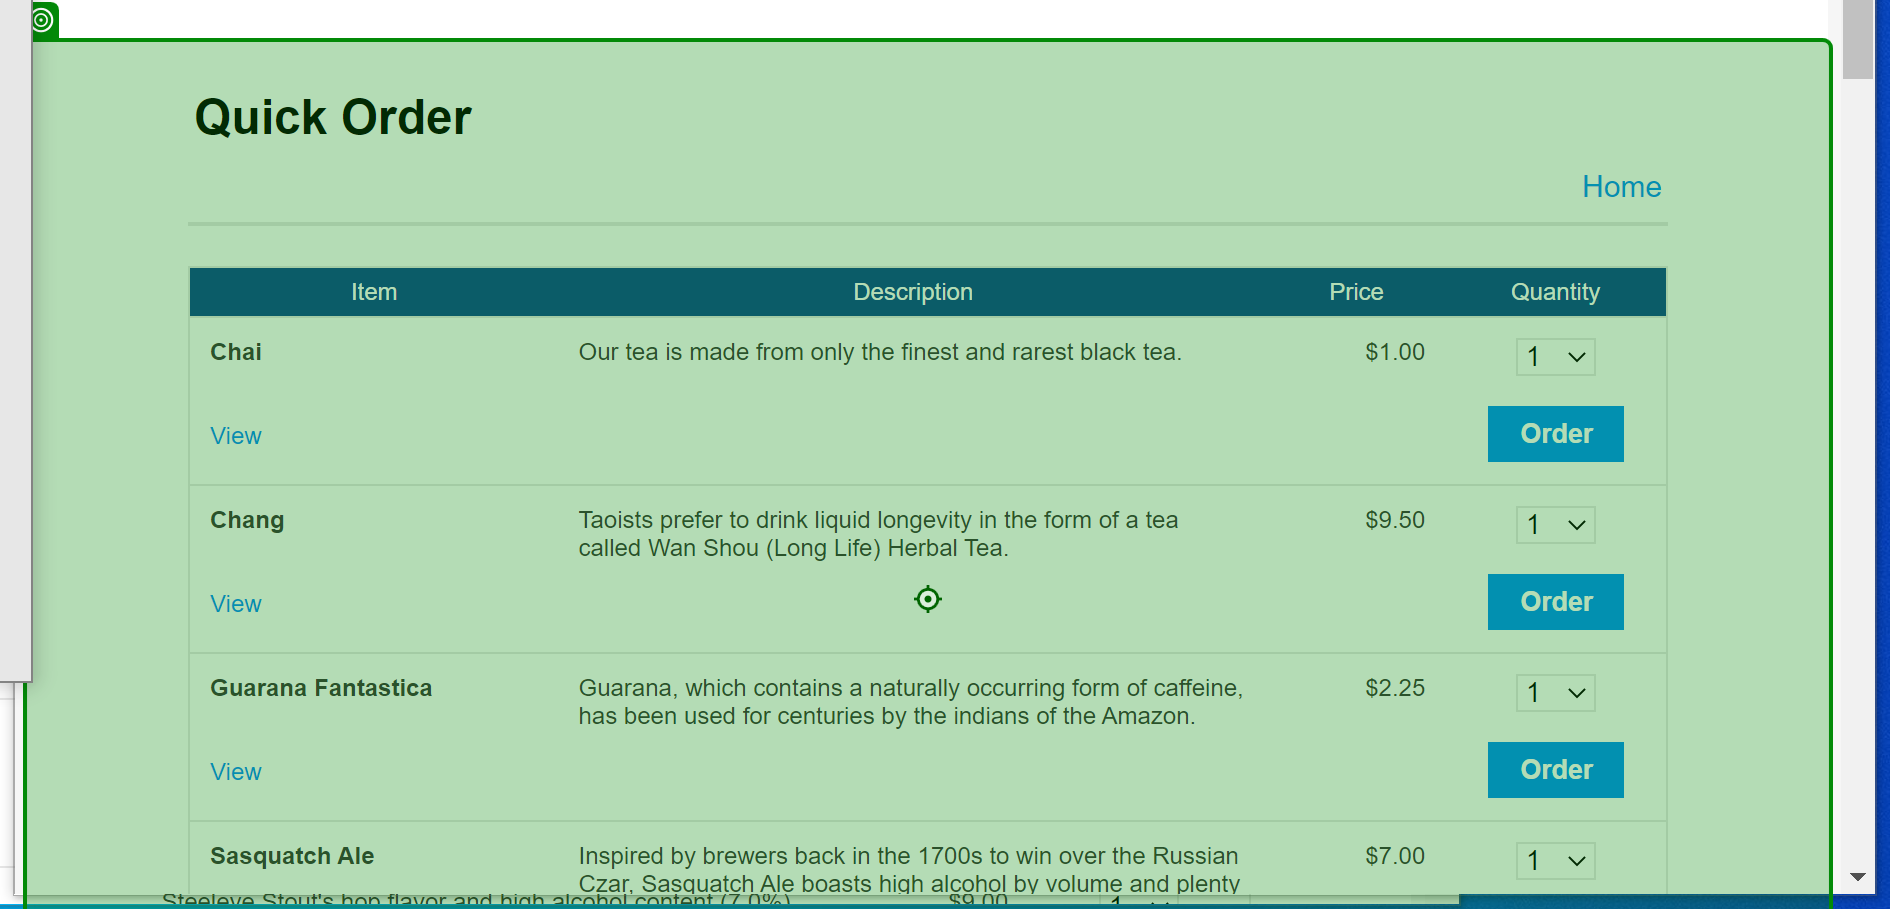 Quick Order
Home
Item Description Price Quantity
Chai Our tea is made from only the finest and rarest black tea. $1.00 1
View Order
Chang Taoists prefer to drink liquid longevity in the form of a tea $9.50 1
called Wan Shou (Long Life) Herbal Tea.
View Order
Guarana Fantastica Guarana, which contains a naturally occurring form of caffeine, $2.25 1
has been used for centuries by the indians of the Amazon.
View Order
Sasquatch Ale Inspired by brewers back in the 1700s to win over the Russian $7.00 1
Czar, Sasquatch Ale boasts high alcohol by volume and plenty
Steeleye Stout's hop flavor and high alcohol content (7.0%) $9.00 1